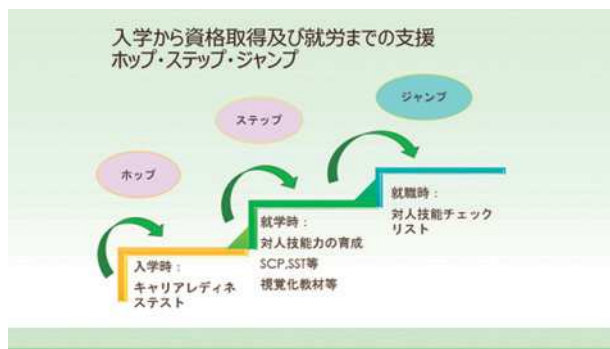 入学から資格取得及び就労までの支援
ホップ・ステップ・ジャンプ
ホップ
ステップ
ジャンプ
入学時：
キャリアレディネ
ステスト
就学時：
対人技能力の育成
SCP,SST等
視覚化教材等
就職時：
対人技能チェック
リスト